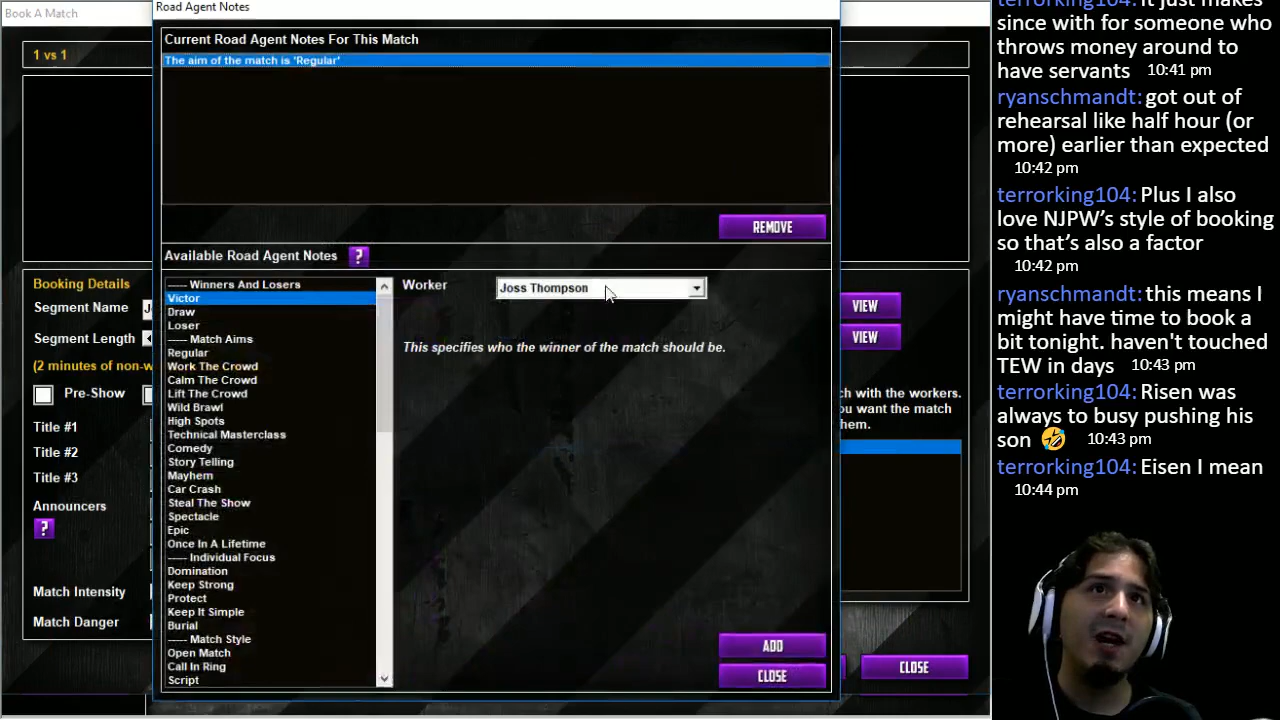 Book A Match
Road Agent Notes
1 vs 1
Current Road Agent Notes For This Match
The aim of the match is 'Regular'
REMOVE
Available Road Agent Notes ?
----- Winners And Losers
Victor
Draw
Loser
----- Match Aims
Regular
Work The Crowd
Calm The Crowd
Lift The Crowd
Wild Brawl
High Spots
Technical Masterclass
Comedy
Story Telling
Mayhem
Car Crash
Steal The Show
Spectacle
Epic
Once In A Lifetime
----- Individual Focus
Domination
Keep Strong
Protect
Keep It Simple
Burial
----- Match Style
Open Match
Call In Ring
Script
Worker Joss Thompson
This specifies who the winner of the match should be.
ADD
CLOSE
Booking Details
Segment Name J
Segment Length
(2 minutes of non-w
Pre-Show
Title #1
Title #2
Title #3
Announcers
?
Match Intensity
Match Danger
VIEW
VIEW
ch with the workers.
ou want the match
hem.
CLOSE
terrorking104: It just makes
since with for someone who
throws money around to
have servants 10:41 pm
ryanschmandt: got out of
rehearsal like half hour (or
more) earlier than expected
10:42 pm
terrorking104: Plus I also
love NJPW's style of booking
so that's also a factor
10:42 pm
ryanschmandt: this means I
might have time to book a
bit tonight. haven't touched
TEW in days 10:43 pm
terrorking104: Risen was
always to busy pushing his
son 🤣 10:43 pm
terrorking104: Eisen I mean
10:44 pm